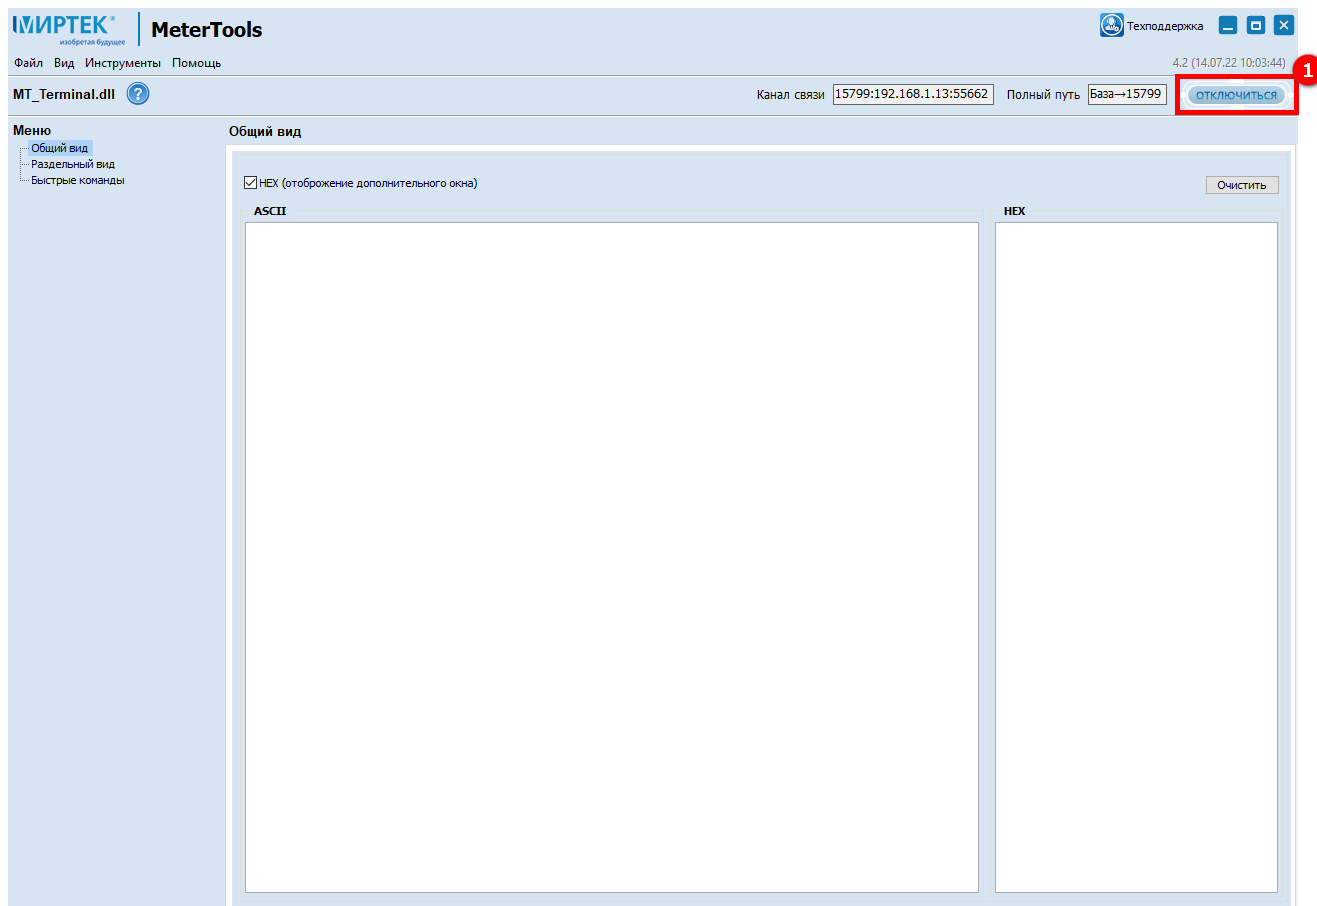 МИРТЕК®
изобретая будущее
MeterTools
Техподдержка
Файл Вид Инструменты Помощь
4.2 (14.07.22 10:03:44)
1
MT_Terminal.dll ?
Канал связи 15799:192.168.1.13:55662 Полный путь База→15799 ОТКЛЮЧИТЬСЯ
Меню
Общий вид
Раздельный вид
Быстрые команды
Общий вид
HEX (отоброжение дополнительного окна)
Очистить
ASCII
HEX